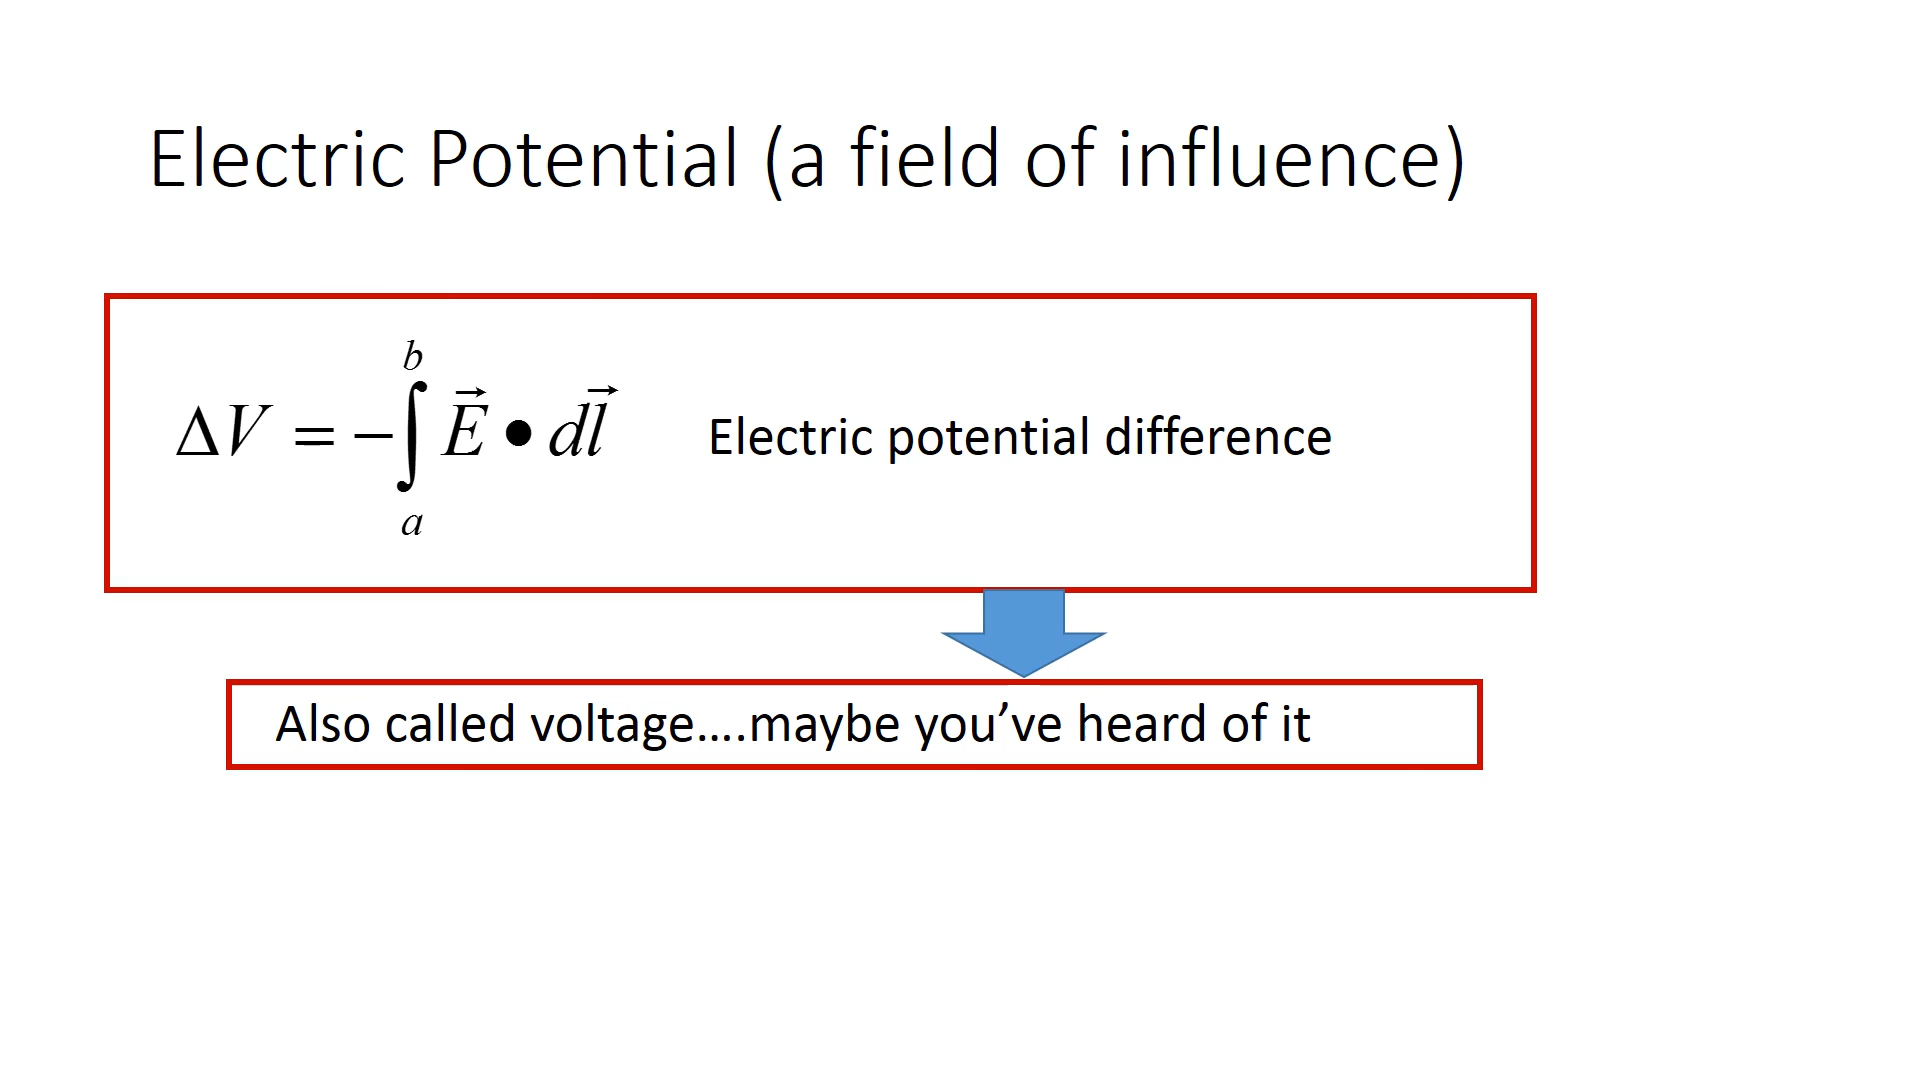 Electric Potential (a field of influence)
ΔV = −∫ₐᵇ E⃗ • dl⃗
Electric potential difference
Also called voltage….maybe you’ve heard of it